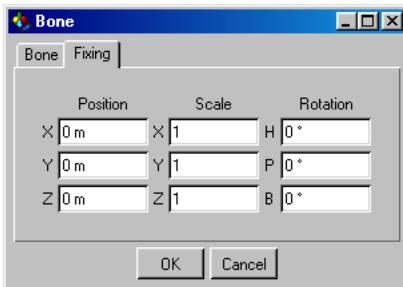 Bone
Bone Fixing
Position Scale Rotation
X 0 m X 1 H 0 °
Y 0 m Y 1 P 0 °
Z 0 m Z 1 B 0 °
OK Cancel